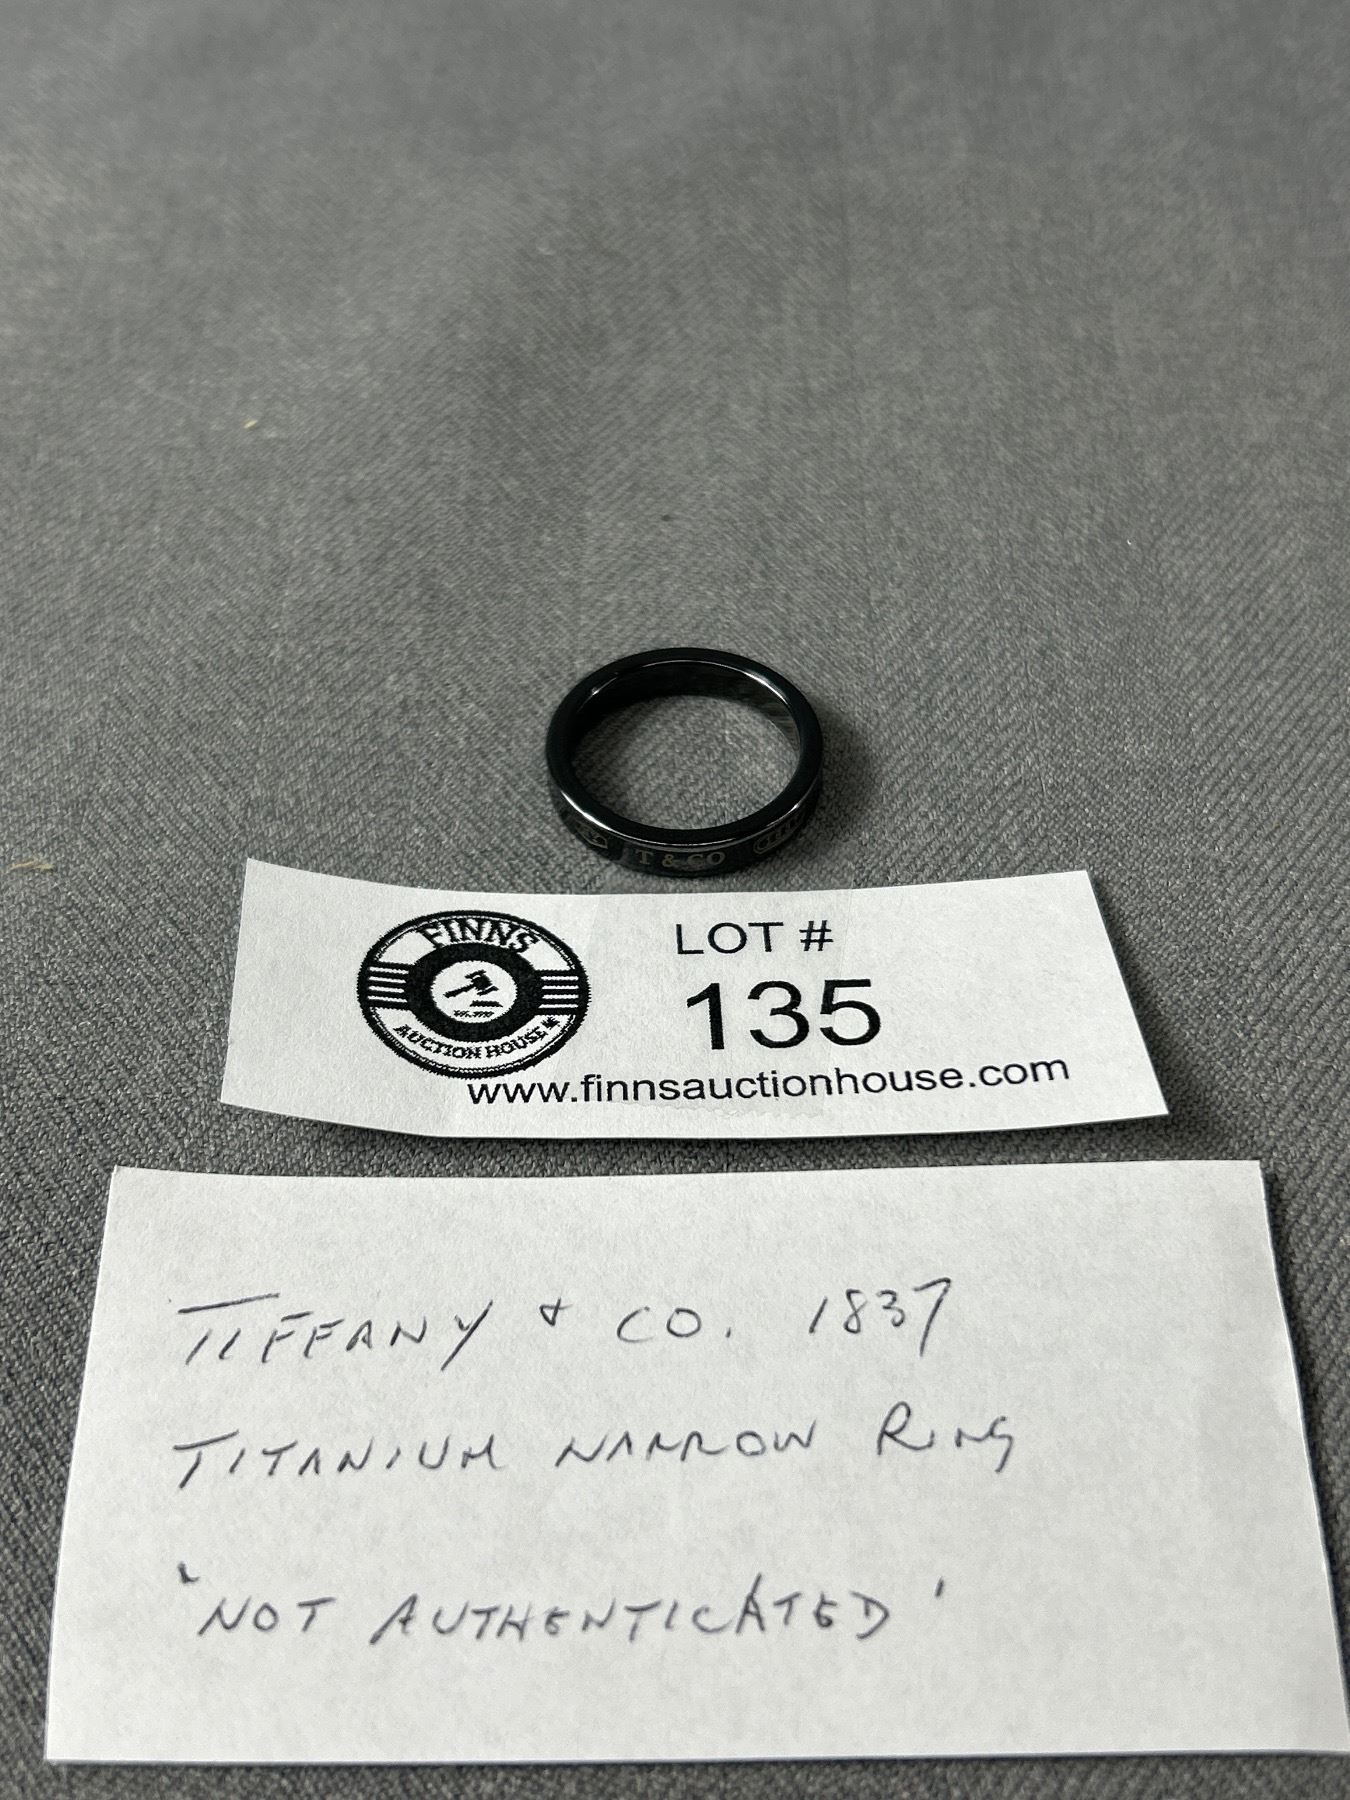 T & CO
FINNS
AUCTION HOUSE
LOT #
135
www.finnsauctionhouse.com
TIFFANY & CO. 1837
TITANIUM NARROW RING
'NOT AUTHENTICATED'